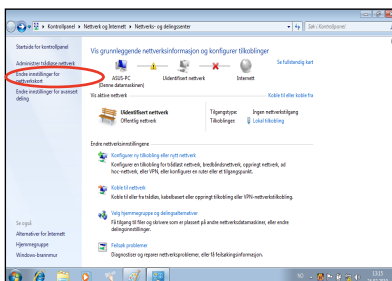 Kontrollpanel ▸ Nettverk og Internett ▸ Nettverks- og delingssenter
Søk i Kontrollpanel
Startside for kontrollpanel
Administrer trådløse nettverk
Endre innstillinger for
nettverkskort
Endre innstillinger for avansert
deling
Vis grunnleggende nettverksinformasjon og konfigurer tilkoblinger
Se fullstendig kart
ASUS-PC
(Denne datamaskinen)
Uidentifisert nettverk
Internett
Vis aktive nettverk
Koble til eller koble fra
Uidentifisert nettverk
Offentlig nettverk
Tilgangstype: Ingen nettverkstilgang
Tilkoblinger: Lokal tilkobling
Endre nettverksinnstillingene
Konfigurer ny tilkobling eller nytt nettverk
Konfigurer en tilkobling for trådløst nettverk, bredbåndsnettverk, oppringt nettverk, ad
hoc-nettverk, eller VPN, eller konfigurer en ruter eller et tilgangspunkt.
Koble til nettverk
Koble til eller fra trådløs, kabelbasert eller oppringt tilkobling eller VPN-nettverkstilkobling.
Velg hjemmegruppe og delingsalternativer
Få tilgang til filer og skrivere som er plassert på andre nettverksdatamaskiner, eller endre
delingsinnstillinger.
Feilsøk problemer
Diagnostiser og reparer nettverksproblemer, eller få feilsøkingsinformasjon.
Se også
Alternativer for Internett
Hjemmegruppe
Windows-brannmur
NO
13:15